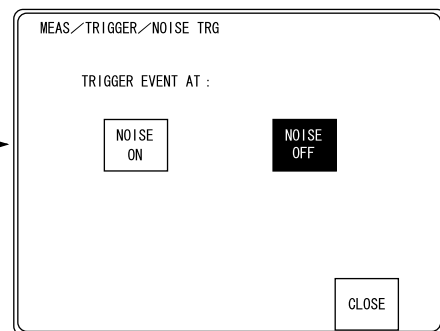 MEAS／TRIGGER／NOISE TRG
TRIGGER EVENT AT :
NOISE ON
NOISE OFF
CLOSE